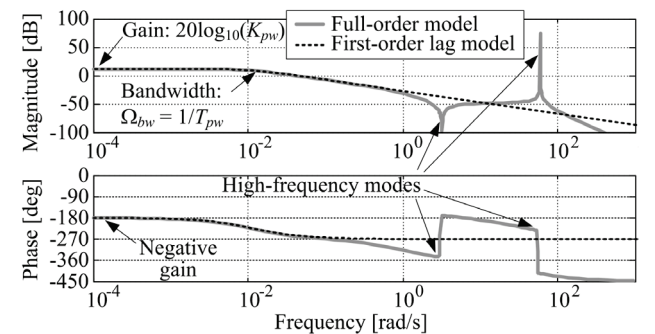 Full-order model
First-order lag model
Gain: 20log₁₀(Kpw)
Magnitude [dB]
100
50
0
-50
-100
Bandwidth:
Ωbw = 1/Tpw
10⁻⁴
10⁻²
10⁰
10²
High-frequency modes
Phase [deg]
0
-90
-180
-270
-360
-450
Negative
gain
10⁻⁴
10⁻²
10⁰
10²
Frequency [rad/s]